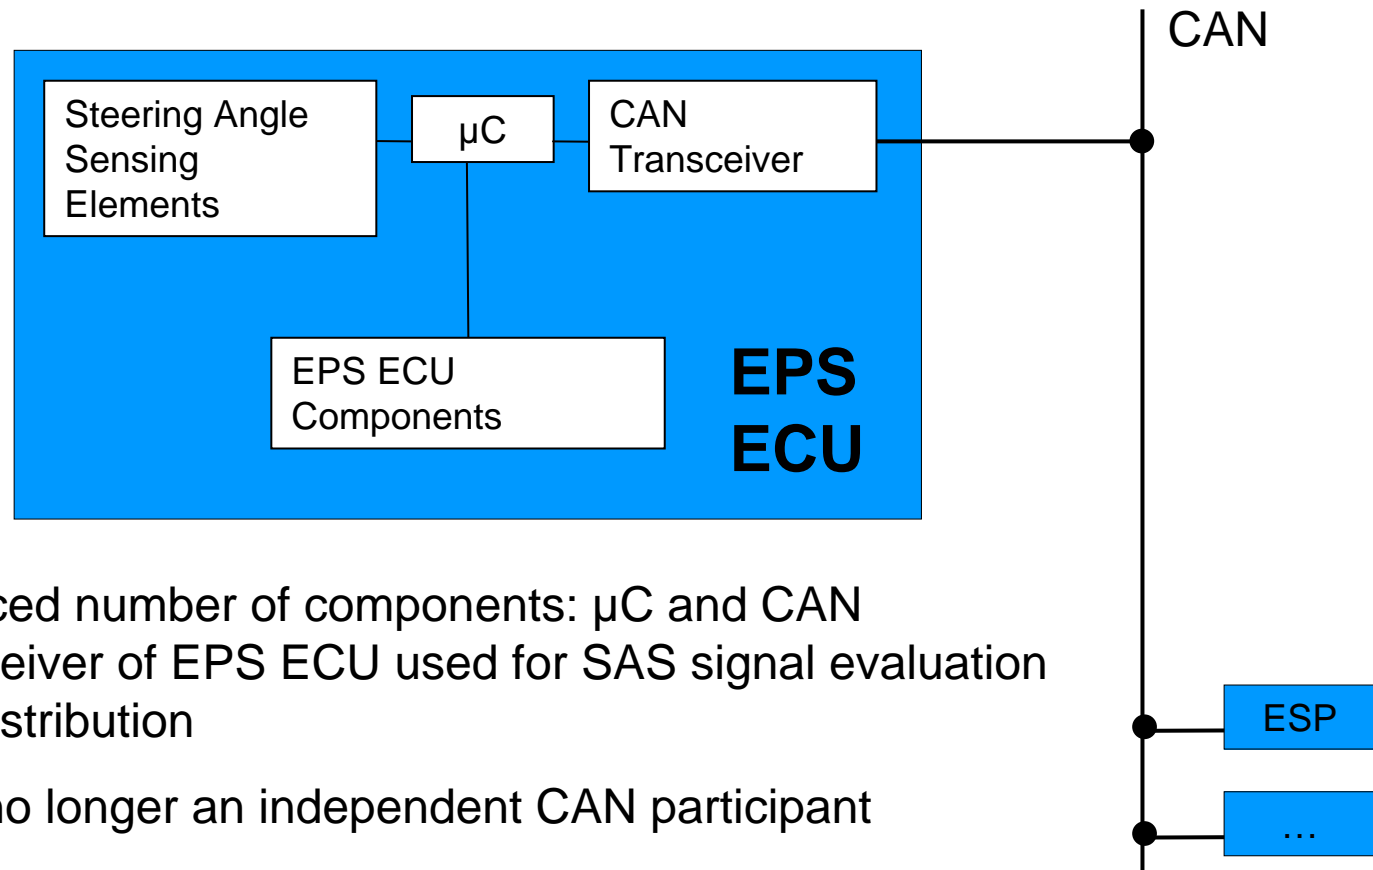 CAN
Steering Angle
Sensing
Elements
µC
CAN
Transceiver
EPS ECU
Components
EPS
ECU
ced number of components: µC and CAN
eiver of EPS ECU used for SAS signal evaluation
stribution
no longer an independent CAN participant
ESP
…